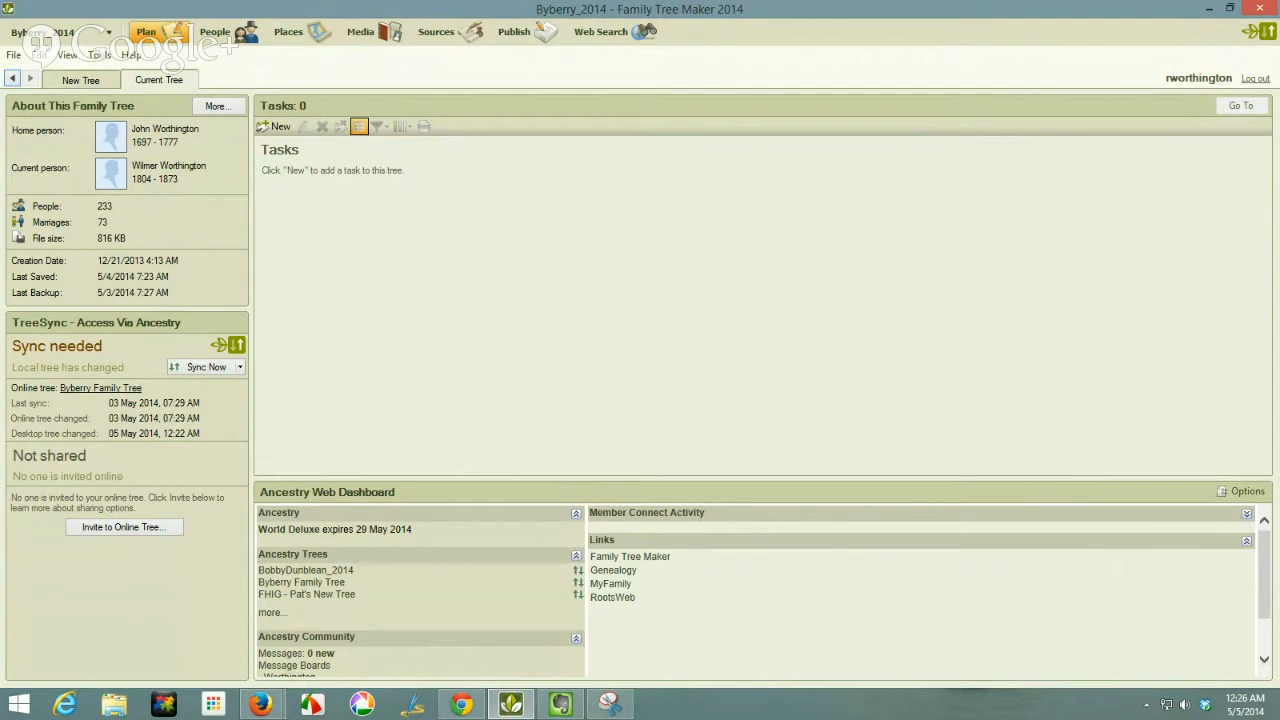 Byberry_2014 - Family Tree Maker 2014
Byberry_2014 Plan People Places Media Collection Sources Publish Web Search
Google+
File Edit View Tools Help
New Tree Current Tree
rworthington Log out
About This Family Tree More...
Home person: John Worthington
1697 - 1777
Current person: Wilmer Worthington
1804 - 1873
People: 233
Marriages: 73
File size: 816 KB
Creation Date: 12/21/2013 4:13 AM
Last Saved: 5/4/2014 7:23 AM
Last Backup: 5/3/2014 7:27 AM
TreeSync - Access Via Ancestry
Sync needed
Local tree has changed Sync Now
Online tree: Byberry Family Tree
Last sync: 03 May 2014, 07:29 AM
Online tree changed: 03 May 2014, 07:29 AM
Desktop tree changed: 05 May 2014, 12:22 AM
Not shared
No one is invited online
No one is invited to your online tree. Click Invite below to
learn more about sharing options.
Invite to Online Tree...
Tasks: 0 Go To
New
Tasks
Click "New" to add a task to this tree.
Ancestry Web Dashboard Options
Ancestry
World Deluxe expires 29 May 2014
Ancestry Trees
BobbyDunblean_2014
Byberry Family Tree
FHIG - Pat's New Tree
more...
Ancestry Community
Messages: 0 new
Message Boards
Worthington
Member Connect Activity
Links
Family Tree Maker
Genealogy
MyFamily
RootsWeb
12:26 AM
5/5/2014